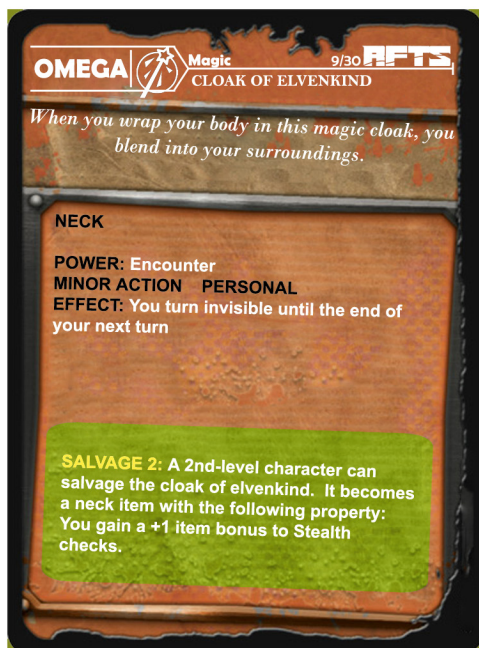 OMEGA Magic 9/30 AFTS
CLOAK OF ELVENKIND
When you wrap your body in this magic cloak, you
blend into your surroundings.
NECK
POWER: Encounter
MINOR ACTION PERSONAL
EFFECT: You turn invisible until the end of
your next turn
SALVAGE 2: A 2nd-level character can
salvage the cloak of elvenkind. It becomes
a neck item with the following property:
You gain a +1 item bonus to Stealth
checks.